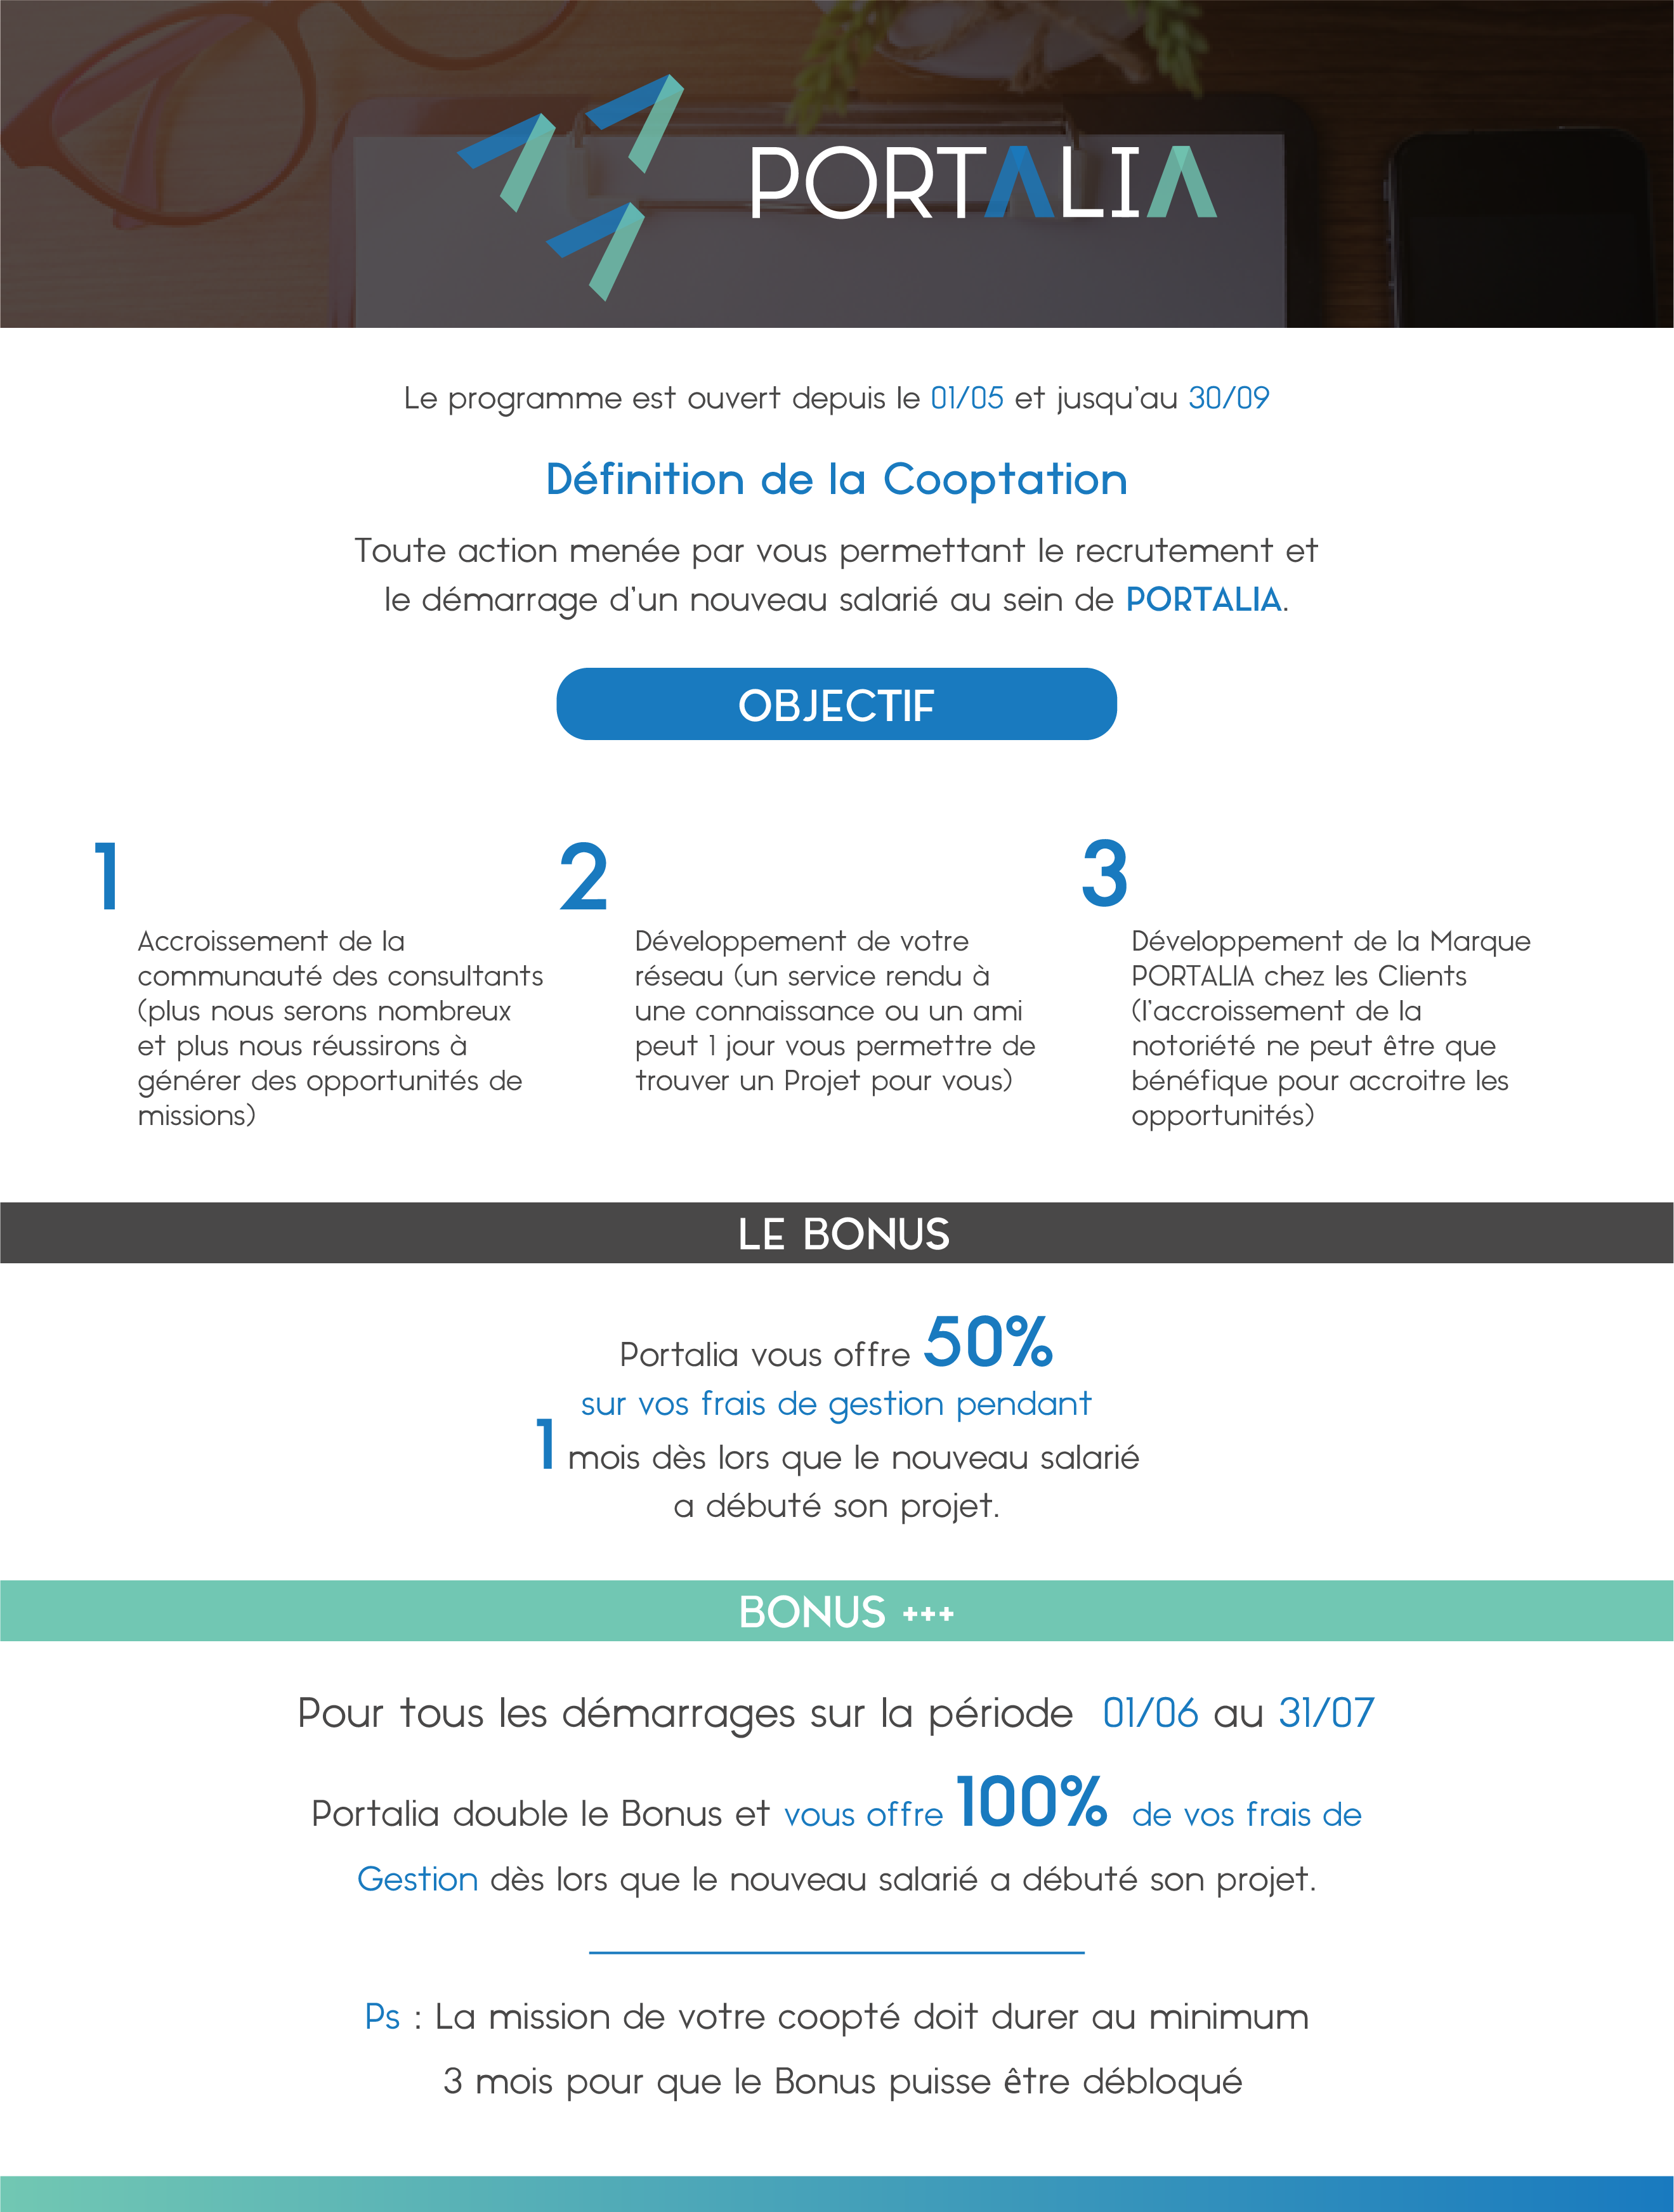 PORTALIA
Le programme est ouvert depuis le 01/05 et jusqu'au 30/09
Définition de la Cooptation
Toute action menée par vous permettant le recrutement et
le démarrage d'un nouveau salarié au sein de PORTALIA.
OBJECTIF
1
Accroissement de la
communauté des consultants
(plus nous serons nombreux
et plus nous réussirons à
générer des opportunités de
missions)
2
Développement de votre
réseau (un service rendu à
une connaissance ou un ami
peut 1 jour vous permettre de
trouver un Projet pour vous)
3
Développement de la Marque
PORTALIA chez les Clients
(l'accroissement de la
notoriété ne peut être que
bénéfique pour accroitre les
opportunités)
LE BONUS
Portalia vous offre 50%
sur vos frais de gestion pendant
1 mois dès lors que le nouveau salarié
a débuté son projet.
BONUS +++
Pour tous les démarrages sur la période 01/06 au 31/07
Portalia double le Bonus et vous offre 100% de vos frais de
Gestion dès lors que le nouveau salarié a débuté son projet.
Ps : La mission de votre coopté doit durer au minimum
3 mois pour que le Bonus puisse être débloqué